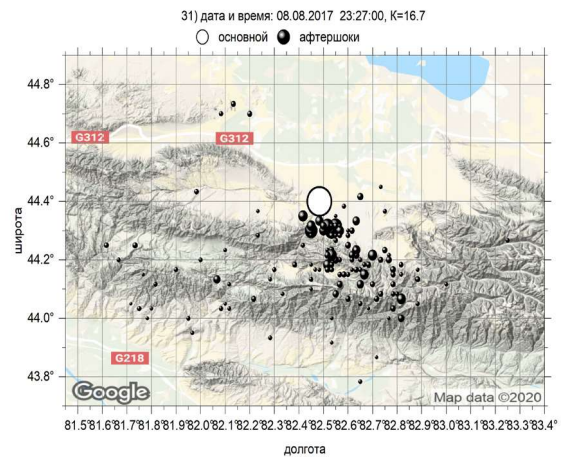 31) дата и время: 08.08.2017 23:27:00, K=16.7
основной афтершоки
44.8°
G312 G312
44.6°
44.4°
широта
44.2°
44.0°
G218
43.8°
Google Map data ©2020
81.5°81.6°81.7°81.8°81.9°82.0°82.1°82.2°82.3°82.4°82.5°82.6°82.7°82.8°82.9°83.0°83.1°83.2°83.3°83.4°
долгота